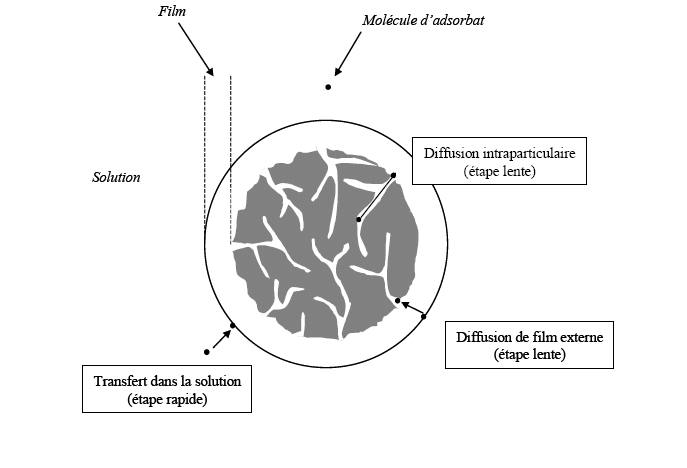 Film
Molécule d’adsorbat
Diffusion intraparticulaire
(étape lente)
Solution
Diffusion de film externe
(étape lente)
Transfert dans la solution
(étape rapide)